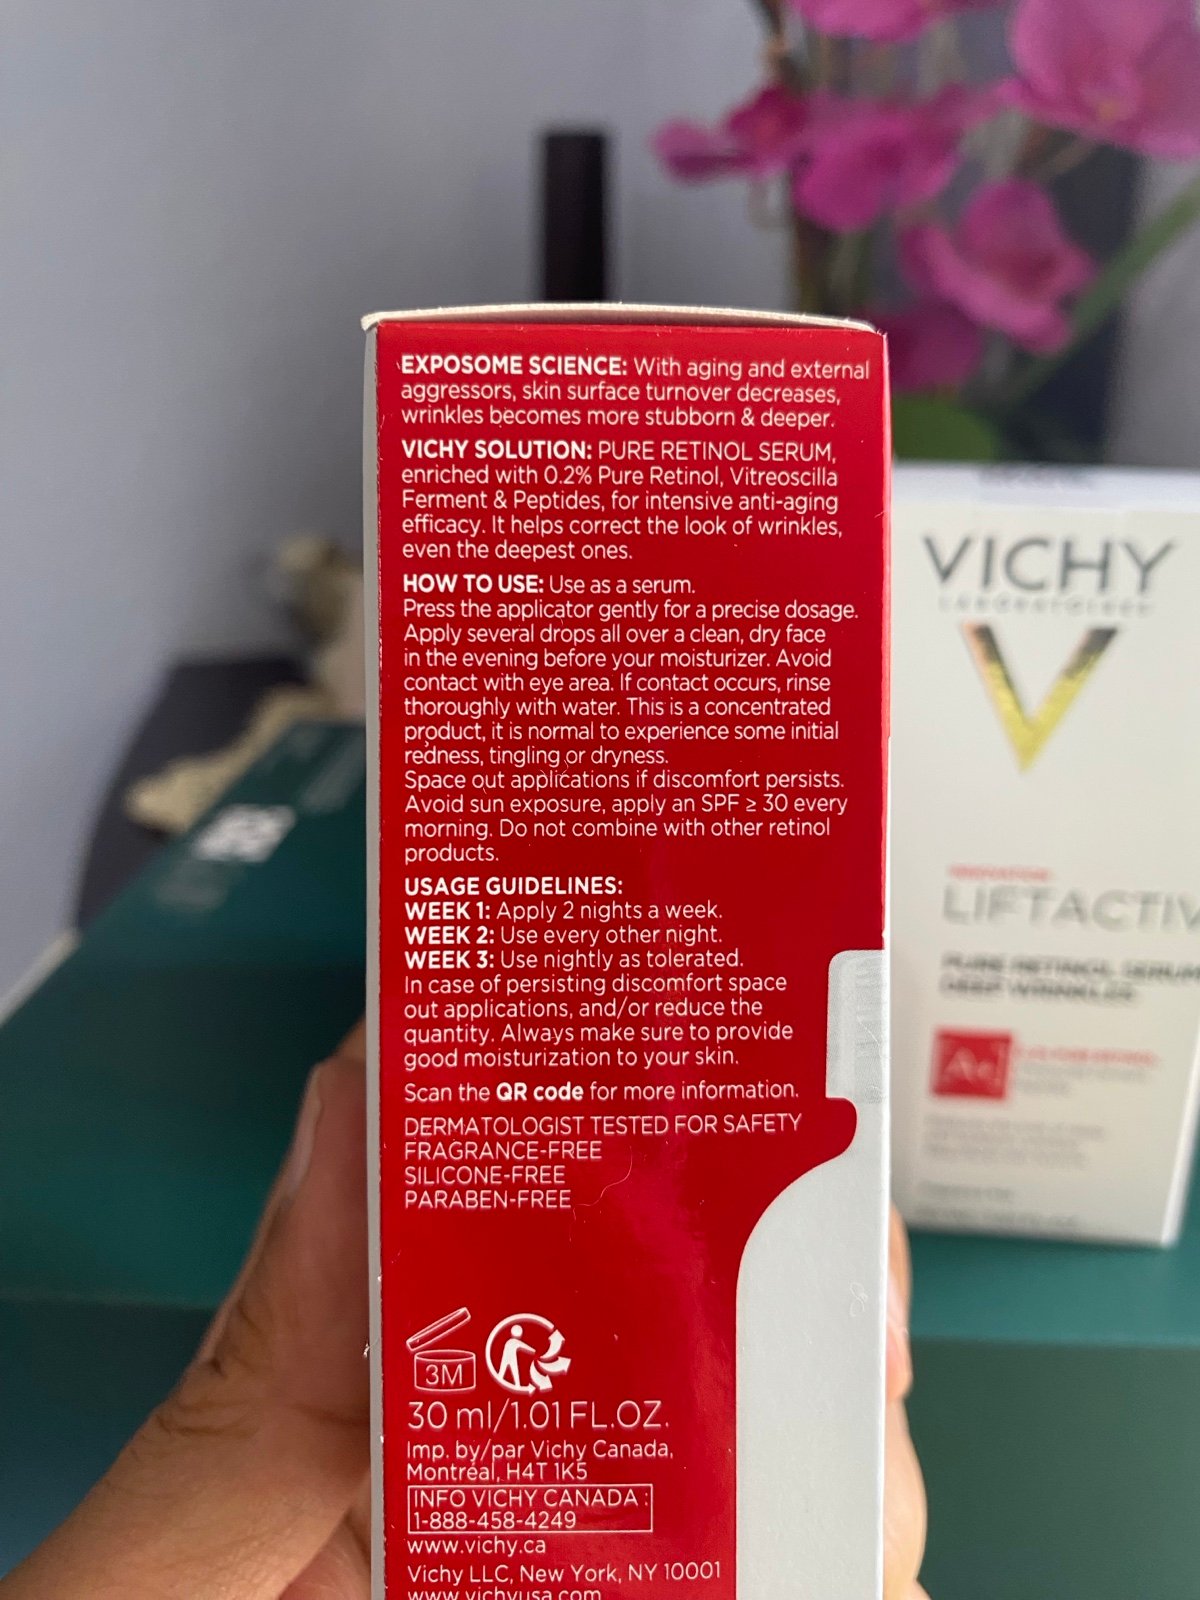 EXPOSOME SCIENCE: With aging and external
aggressors, skin surface turnover decreases,
wrinkles becomes more stubborn & deeper.
VICHY SOLUTION: PURE RETINOL SERUM,
enriched with 0.2% Pure Retinol, Vitreoscilla
Ferment & Peptides, for intensive anti-aging
efficacy. It helps correct the look of wrinkles,
even the deepest ones.
HOW TO USE: Use as a serum.
Press the applicator gently for a precise dosage.
Apply several drops all over a clean, dry face
in the evening before your moisturizer. Avoid
contact with eye area. If contact occurs, rinse
thoroughly with water. This is a concentrated
product, it is normal to experience some initial
redness, tingling or dryness.
Space out applications if discomfort persists.
Avoid sun exposure, apply an SPF ≥ 30 every
morning. Do not combine with other retinol
products.
USAGE GUIDELINES:
WEEK 1: Apply 2 nights a week.
WEEK 2: Use every other night.
WEEK 3: Use nightly as tolerated.
In case of persisting discomfort space
out applications, and/or reduce the
quantity. Always make sure to provide
good moisturization to your skin.
Scan the QR code for more information.
DERMATOLOGIST TESTED FOR SAFETY
FRAGRANCE-FREE
SILICONE-FREE
PARABEN-FREE
3M
30 ml/1.01 FL.OZ.
Imp. by/par Vichy Canada,
Montréal, H4T 1K5
INFO VICHY CANADA :
1-888-458-4249
www.vichy.ca
Vichy LLC, New York, NY 10001
www.vichyusa.com
VICHY
LABORATOIRES
V
LIFTACTIV
PURE RETINOL SERUM
DEEP WRINKLES